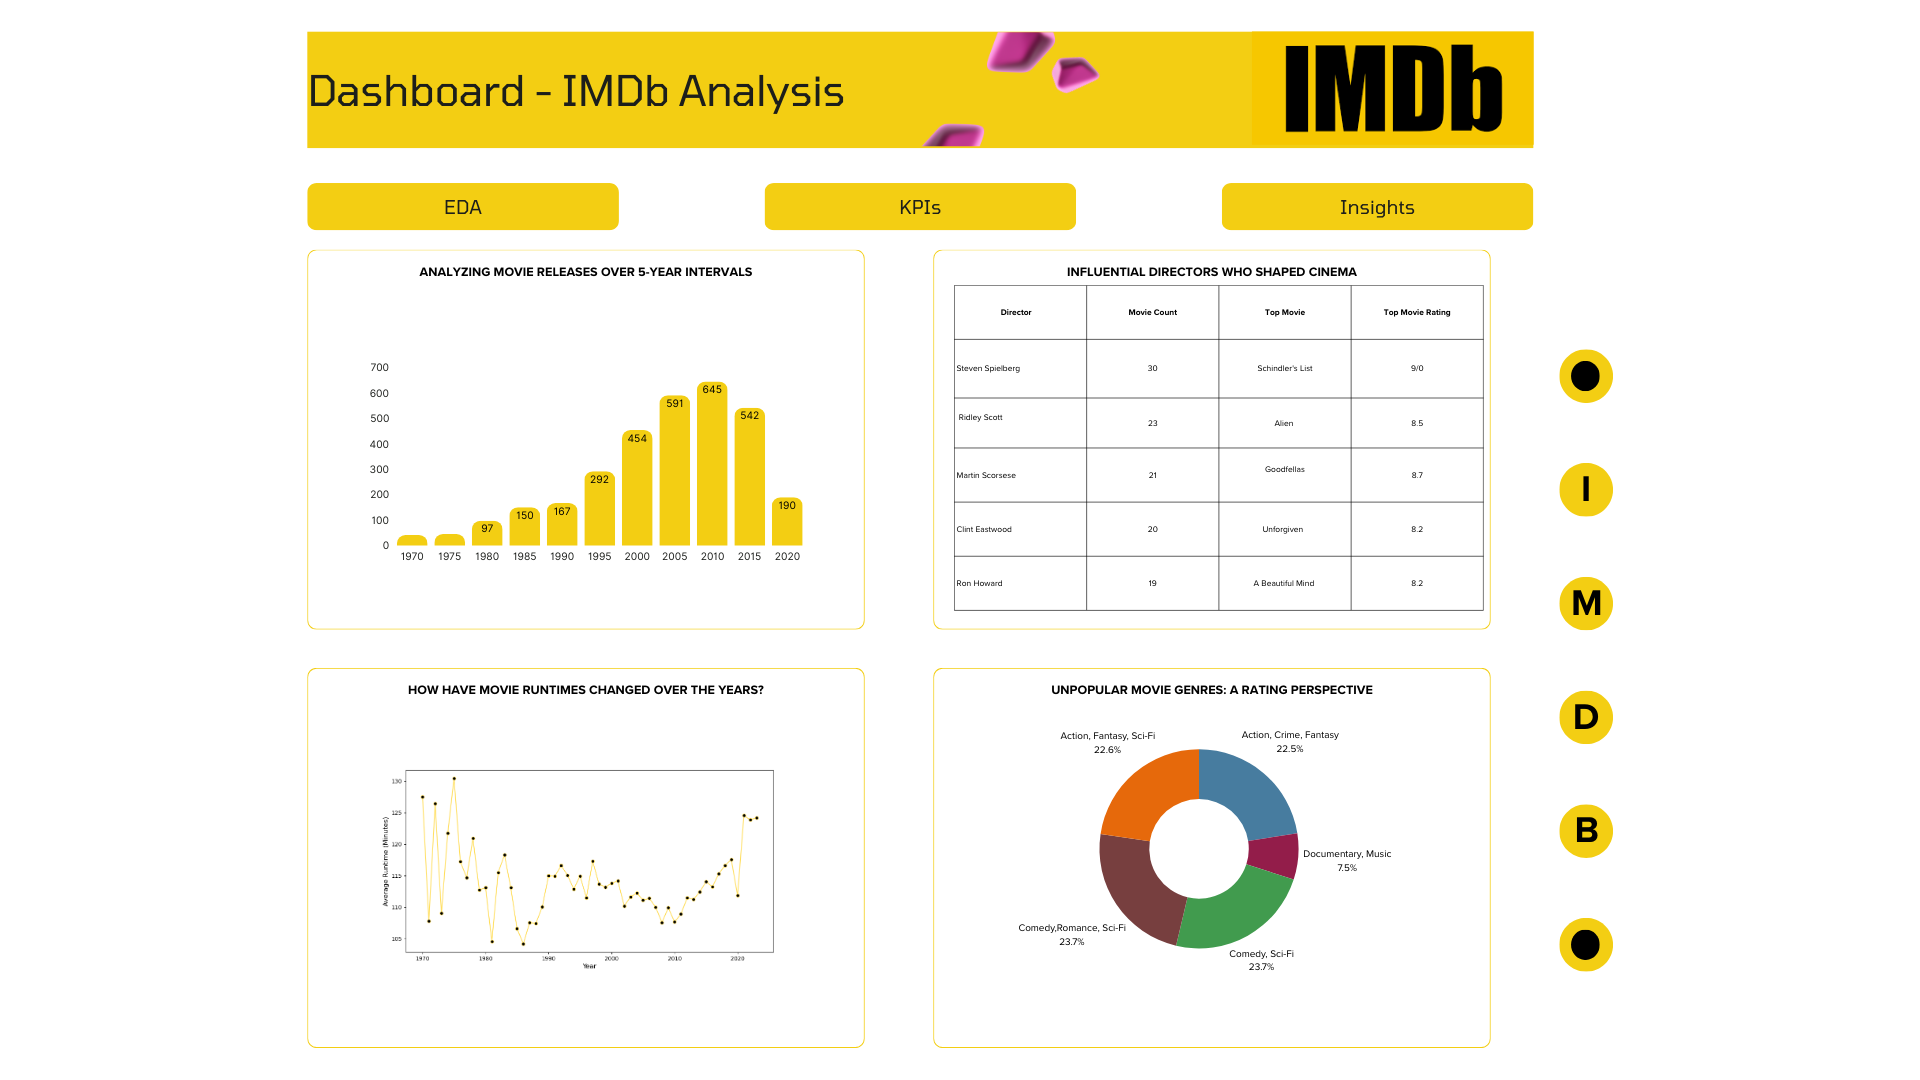 Dashboard - IMDb Analysis
IMDb
EDA
KPIs
Insights
ANALYZING MOVIE RELEASES OVER 5-YEAR INTERVALS
700
600
500
400
300
200
100
0
97
150
167
292
454
591
645
542
190
1970 1975 1980 1985 1990 1995 2000 2005 2010 2015 2020
INFLUENTIAL DIRECTORS WHO SHAPED CINEMA
Director Movie Count Top Movie Top Movie Rating
Steven Spielberg 30 Schindler's List 9/0
Ridley Scott 23 Alien 8.5
Martin Scorsese 21 Goodfellas 8.7
Clint Eastwood 20 Unforgiven 8.2
Ron Howard 19 A Beautiful Mind 8.2
HOW HAVE MOVIE RUNTIMES CHANGED OVER THE YEARS?
Average Runtime (Minutes)
130
125
120
115
110
105
1970 1980 1990 2000 2010 2020
Year
UNPOPULAR MOVIE GENRES: A RATING PERSPECTIVE
Action, Fantasy, Sci-Fi
22.6%
Action, Crime, Fantasy
22.5%
Documentary, Music
7.5%
Comedy,Romance, Sci-Fi
23.7%
Comedy, Sci-Fi
23.7%
I
M
D
B